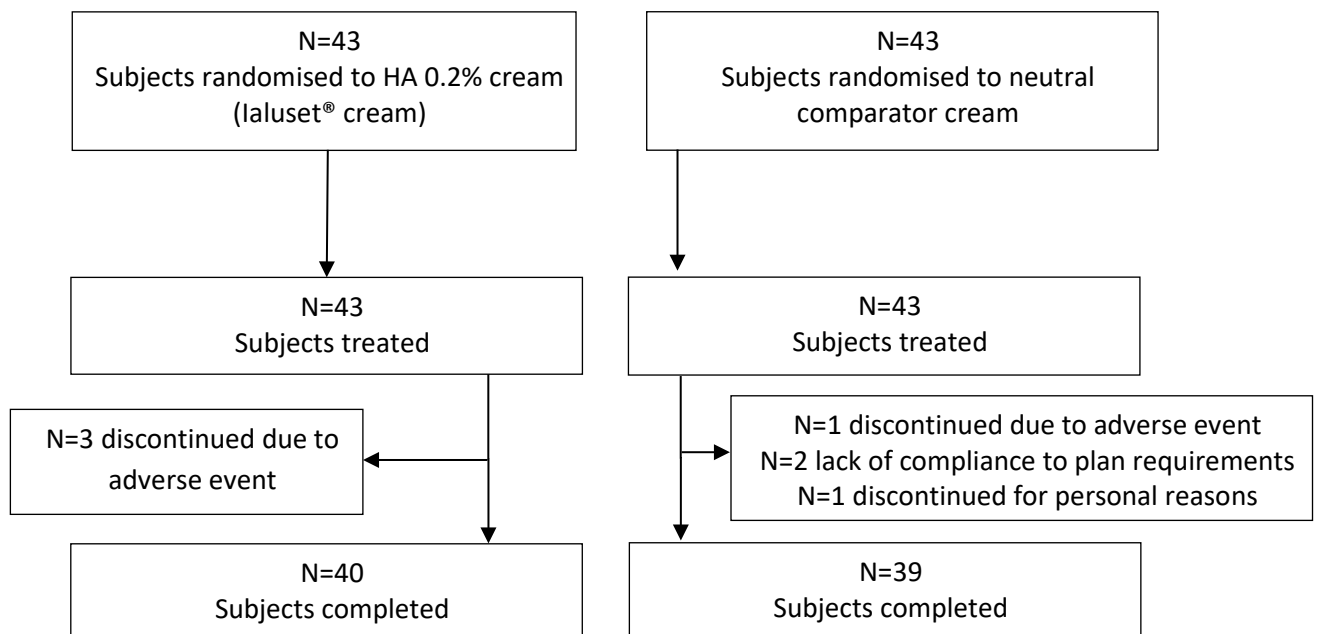 N=43
Subjects randomised to HA 0.2% cream
(Ialuset® cream)
N=43
Subjects randomised to neutral
comparator cream
N=43
Subjects treated
N=43
Subjects treated
N=3 discontinued due to
adverse event
N=1 discontinued due to adverse event
N=2 lack of compliance to plan requirements
N=1 discontinued for personal reasons
N=40
Subjects completed
N=39
Subjects completed